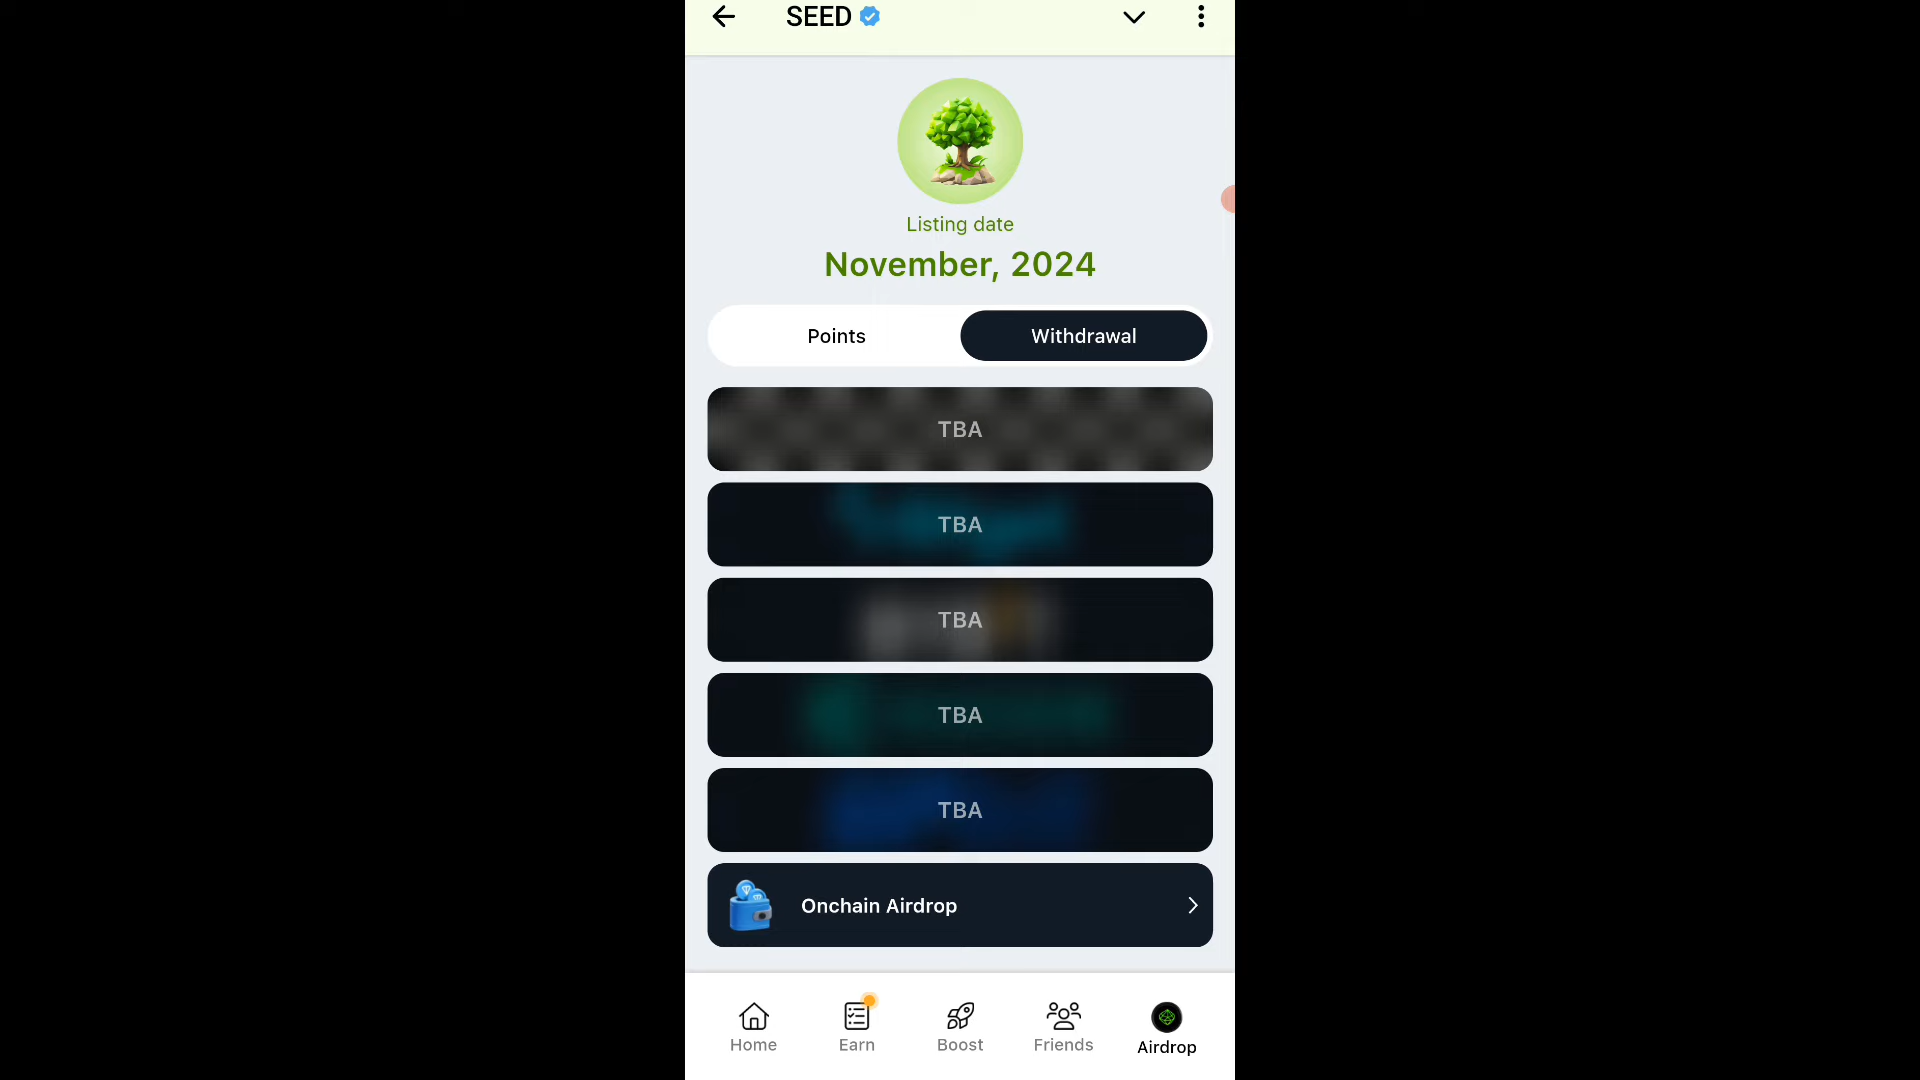 SEED
Listing date
November, 2024
Points
Withdrawal
TBA
TBA
TBA
TBA
TBA
Onchain Airdrop
Home
Earn
Boost
Friends
Airdrop